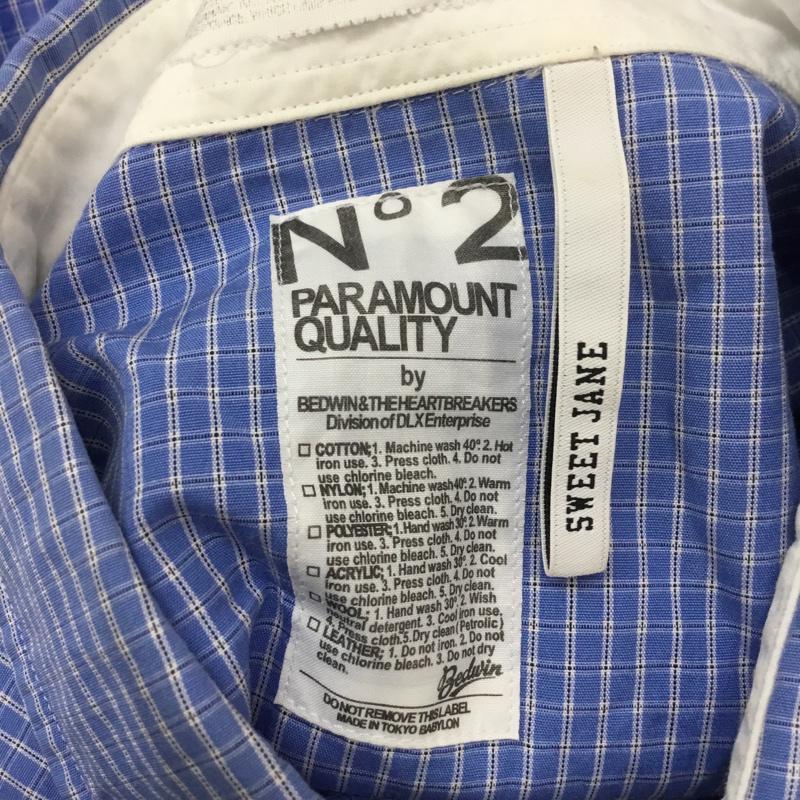 N° 2
PARAMOUNT
QUALITY
by
BEDWIN&THEHEARTBREAKERS
Division of DLX Enterprise
COTTON; 1. Machine wash 40° 2. Hot
iron use. 3. Press cloth. 4. Do not
use chlorine bleach.
NYLON; 1. Machine wash 40° 2. Warm
iron use. 3. Press cloth. 4. Do not
use chlorine bleach. 5. Dry clean.
POLYESTER; 1. Hand wash 30° 2. Warm
iron use. 3. Press cloth. 4. Do not
use chlorine bleach. 5. Dry clean.
ACRYLIC; 1. Hand wash 30° 2. Cool
iron use. 3. Press cloth. 4. Do not
use chlorine bleach. 5. Dry clean.
WOOL; 1. Hand wash 30° 2. Wish
neutral detergent. 3. Cool iron use.
4. Press cloth. 5. Dry clean (Petrolic)
LEATHER; 1. Do not iron. 2. Do not
use chlorine bleach. 3. Do not dry
clean.
Bedwin
DO NOT REMOVE THIS LABEL
MADE IN TOKYO BABYLON
SWEET JANE